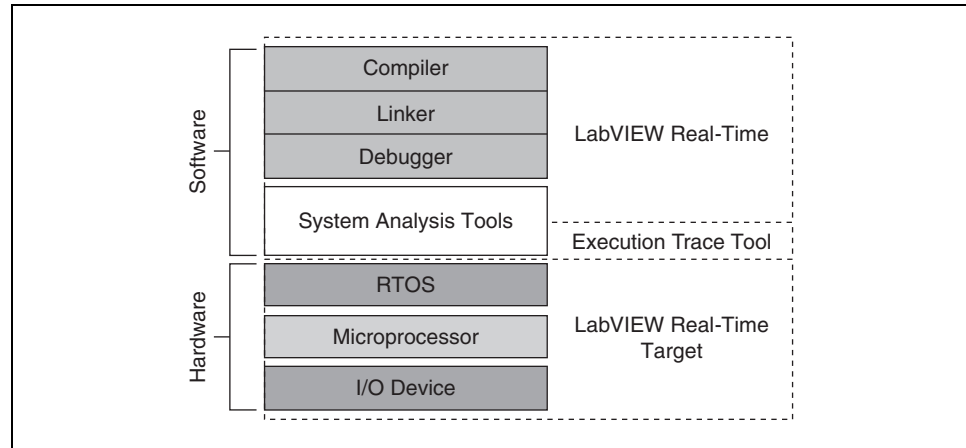 Software
Compiler
Linker
Debugger
System Analysis Tools
LabVIEW Real-Time
Execution Trace Tool
Hardware
RTOS
Microprocessor
I/O Device
LabVIEW Real-Time
Target